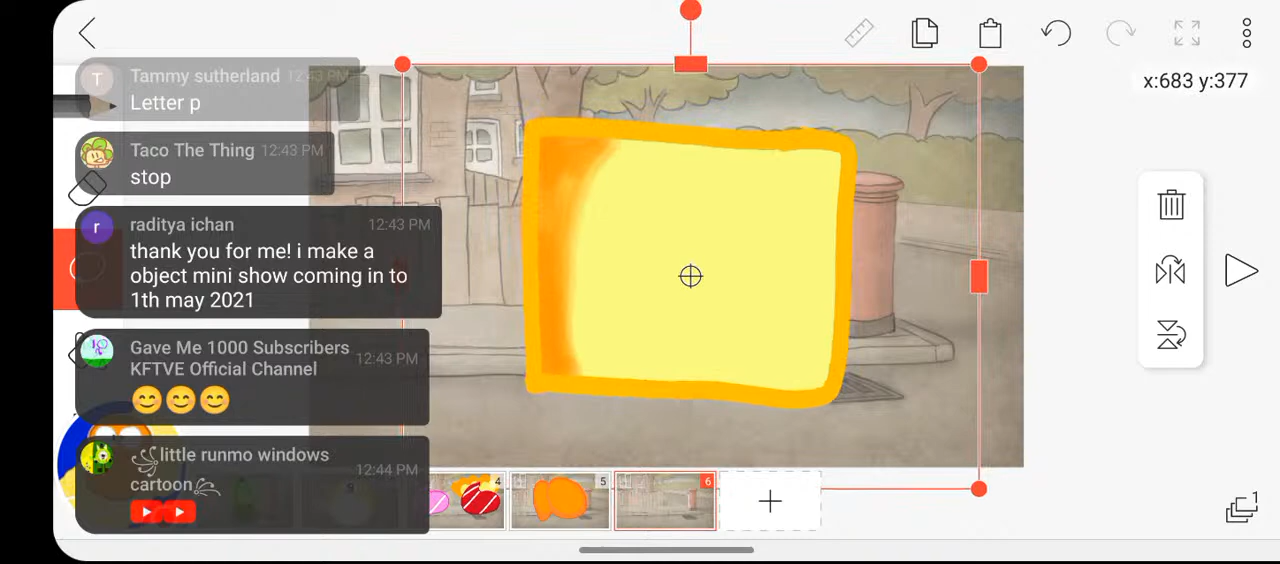 x:683 y:377
T
Tammy sutherland 12:43 PM
Letter p
Taco The Thing 12:43 PM
stop
r
raditya ichan 12:43 PM
thank you for me! i make a
object mini show coming in to
1th may 2021
Gave Me 1000 Subscribers
KFTVE Official Channel 12:43 PM
😊😊😊
꧁little runmo windows
cartoon꧂ 12:44 PM
9
4
5
6
1